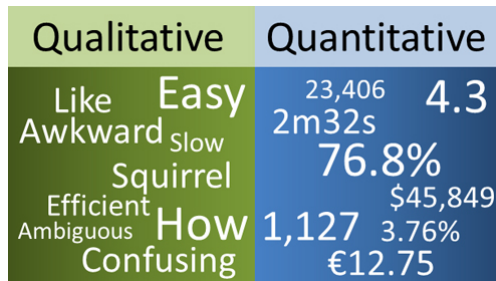 Qualitative
Like Easy
Awkward Slow
Squirrel
Efficient
Ambiguous How
Confusing
Quantitative
23,406 4.3
2m32s
76.8%
$45,849
1,127 3.76%
€12.75